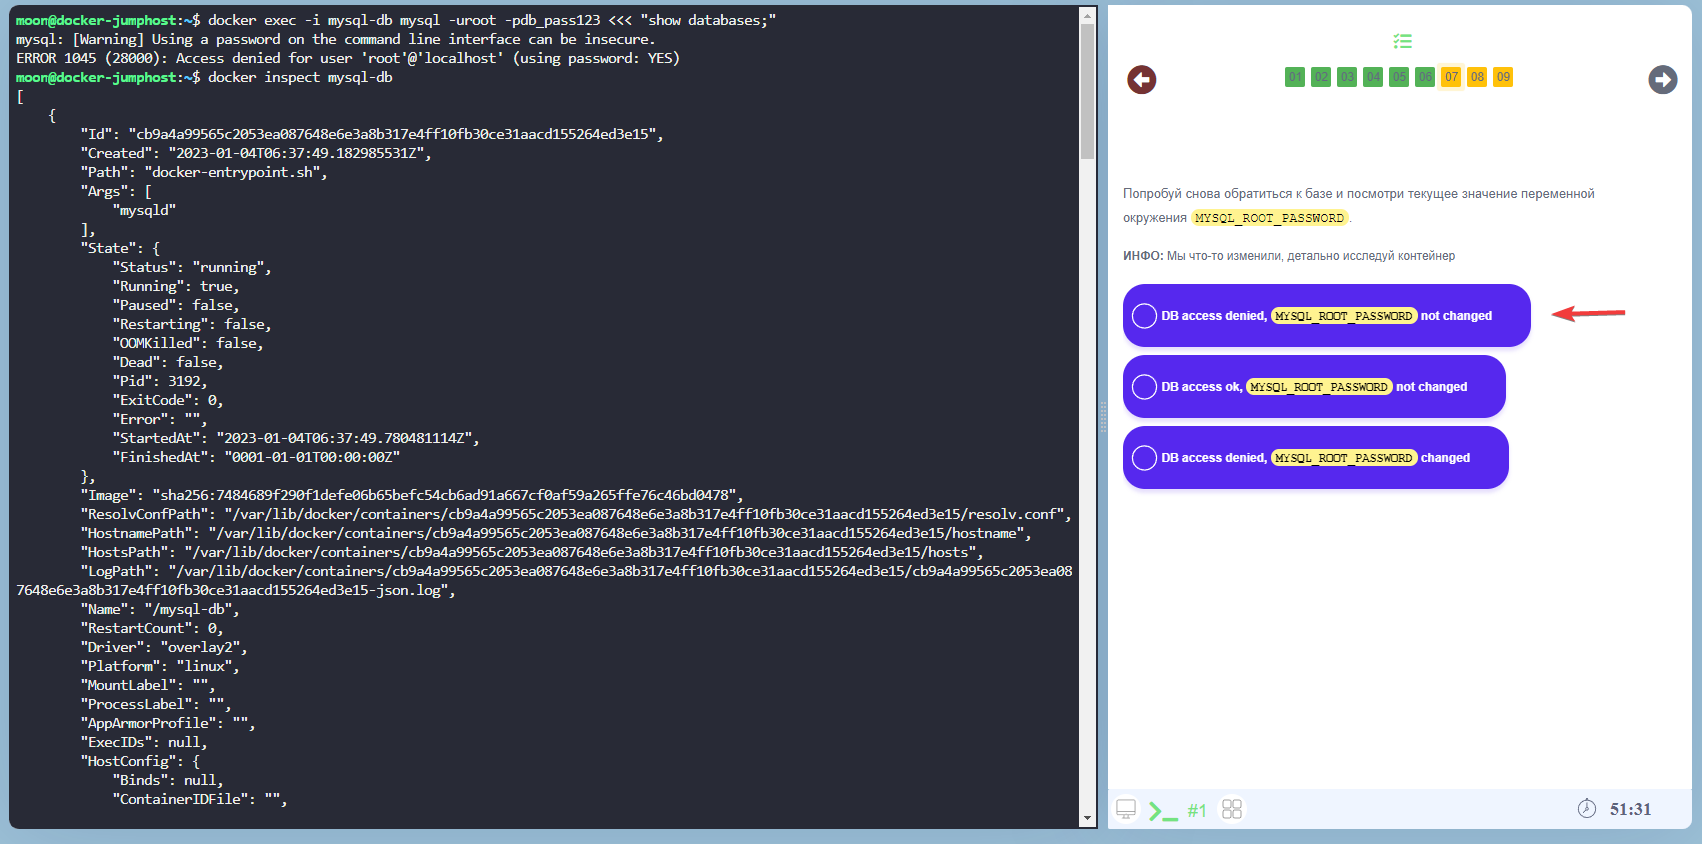 moon@docker-jumphost:~$ docker exec -i mysql-db mysql -uroot -pdb_pass123 <<< "show databases;"
mysql: [Warning] Using a password on the command line interface can be insecure.
ERROR 1045 (28000): Access denied for user 'root'@'localhost' (using password: YES)
moon@docker-jumphost:~$ docker inspect mysql-db
[
    {
        "Id": "cb9a4a99565c2053ea087648e6e3a8b317e4ff10fb30ce31aacd155264ed3e15",
        "Created": "2023-01-04T06:37:49.182985531Z",
        "Path": "docker-entrypoint.sh",
        "Args": [
            "mysqld"
        ],
        "State": {
            "Status": "running",
            "Running": true,
            "Paused": false,
            "Restarting": false,
            "OOMKilled": false,
            "Dead": false,
            "Pid": 3192,
            "ExitCode": 0,
            "Error": "",
            "StartedAt": "2023-01-04T06:37:49.780481114Z",
            "FinishedAt": "0001-01-01T00:00:00Z"
        },
        "Image": "sha256:7484689f290f1defe06b65befc54cb6ad91a667cf0af59a265ffe76c46bd0478",
        "ResolvConfPath": "/var/lib/docker/containers/cb9a4a99565c2053ea087648e6e3a8b317e4ff10fb30ce31aacd155264ed3e15/resolv.conf",
        "HostnamePath": "/var/lib/docker/containers/cb9a4a99565c2053ea087648e6e3a8b317e4ff10fb30ce31aacd155264ed3e15/hostname",
        "HostsPath": "/var/lib/docker/containers/cb9a4a99565c2053ea087648e6e3a8b317e4ff10fb30ce31aacd155264ed3e15/hosts",
        "LogPath": "/var/lib/docker/containers/cb9a4a99565c2053ea087648e6e3a8b317e4ff10fb30ce31aacd155264ed3e15/cb9a4a99565c2053ea08
7648e6e3a8b317e4ff10fb30ce31aacd155264ed3e15-json.log",
        "Name": "/mysql-db",
        "RestartCount": 0,
        "Driver": "overlay2",
        "Platform": "linux",
        "MountLabel": "",
        "ProcessLabel": "",
        "AppArmorProfile": "",
        "ExecIDs": null,
        "HostConfig": {
            "Binds": null,
            "ContainerIDFile": "",
01 02 03 04 05 06 07 08 09
Попробуй снова обратиться к базе и посмотри текущее значение переменной
окружения MYSQL_ROOT_PASSWORD.
ИНФО: Мы что-то изменили, детально исследуй контейнер
DB access denied, MYSQL_ROOT_PASSWORD not changed
DB access ok, MYSQL_ROOT_PASSWORD not changed
DB access denied, MYSQL_ROOT_PASSWORD changed
#1
51:31